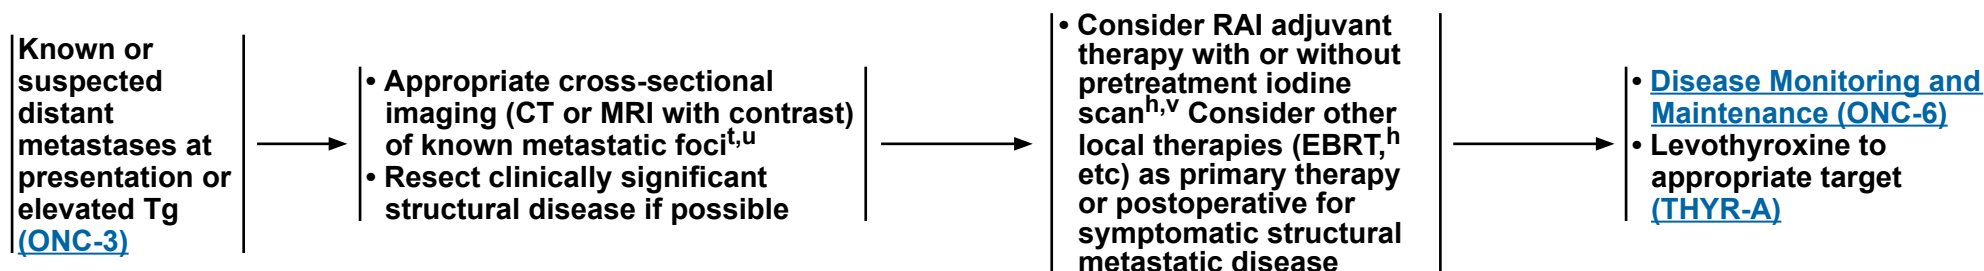 Known or
suspected
distant
metastases at
presentation or
elevated Tg
(ONC-3)
• Appropriate cross-sectional
imaging (CT or MRI with contrast)
of known metastatic foci^t,u
• Resect clinically significant
structural disease if possible
• Consider RAI adjuvant
therapy with or without
pretreatment iodine
scan^h,v Consider other
local therapies (EBRT,^h
etc) as primary therapy
or postoperative for
symptomatic structural
metastatic disease
• Disease Monitoring and
Maintenance (ONC-6)
• Levothyroxine to
appropriate target
(THYR-A)